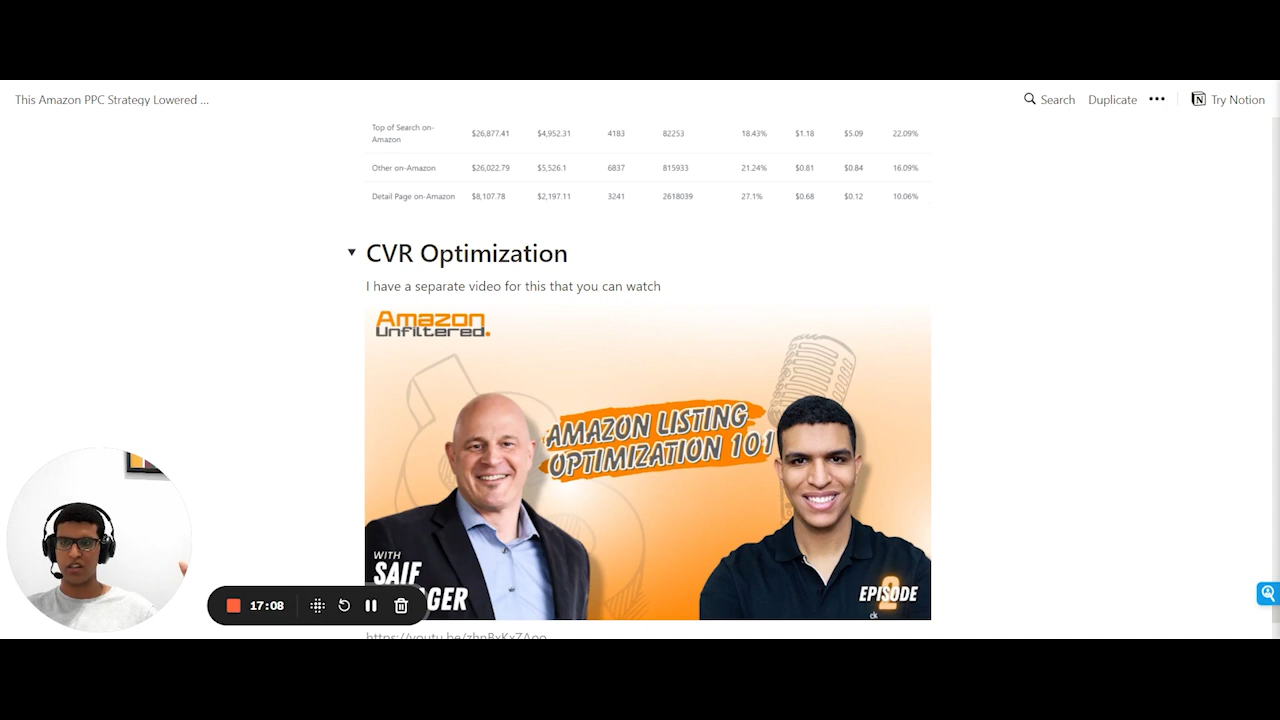 This Amazon PPC Strategy Lowered ...
Search
Duplicate
•••
Try Notion
Top of Search on-
Amazon
$26,877.41
$4,952.31
4183
82253
18.43%
$1.18
$5.09
22.09%
Other on-Amazon
$26,022.79
$5,526.1
6837
815933
21.24%
$0.81
$0.84
16.09%
Detail Page on-Amazon
$8,107.78
$2,197.11
3241
2618039
27.1%
$0.68
$0.12
10.06%
CVR Optimization
I have a separate video for this that you can watch
Amazon
Unfiltered.
AMAZON LISTING
OPTIMIZATION 101
WITH
SAIF
GER
EPISODE
2
17:08